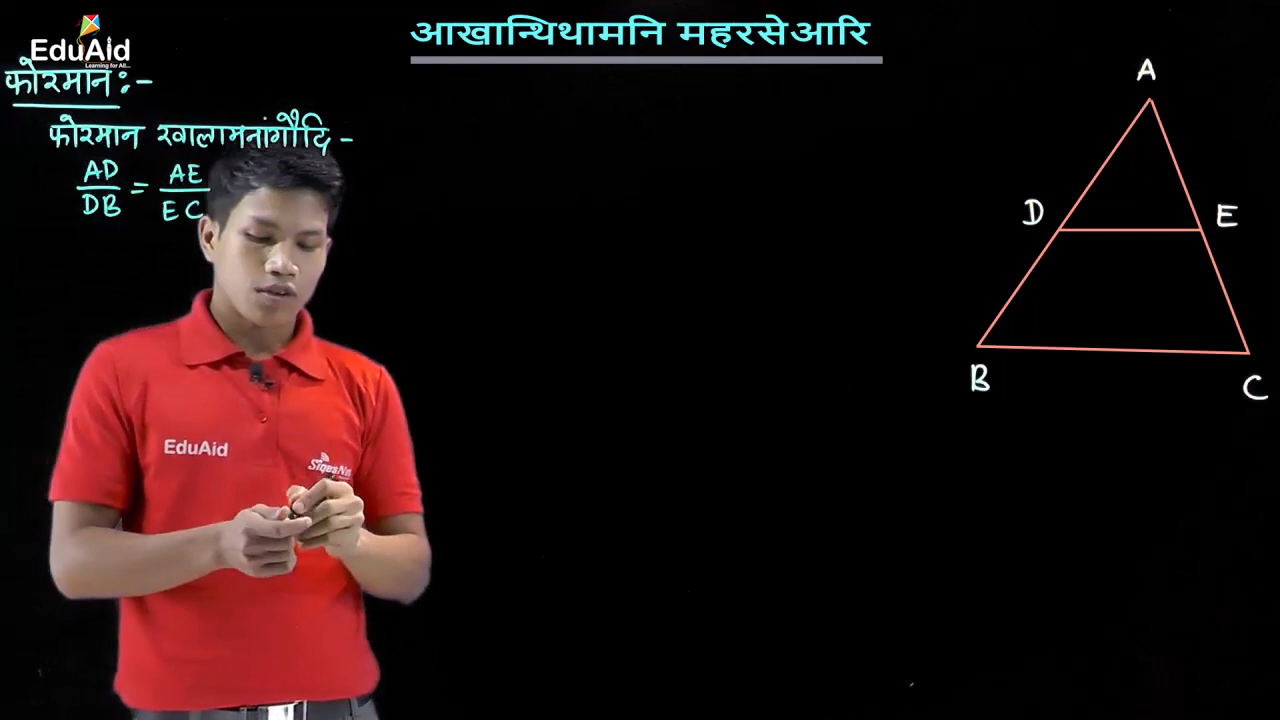 आखान्थिथामनि महरसेआरि
EduAid
Learning for All...
फोरमान :-
फोरमान खालामनांगौदि -
AD/DB = AE/EC
A
D
E
B
C
EduAid